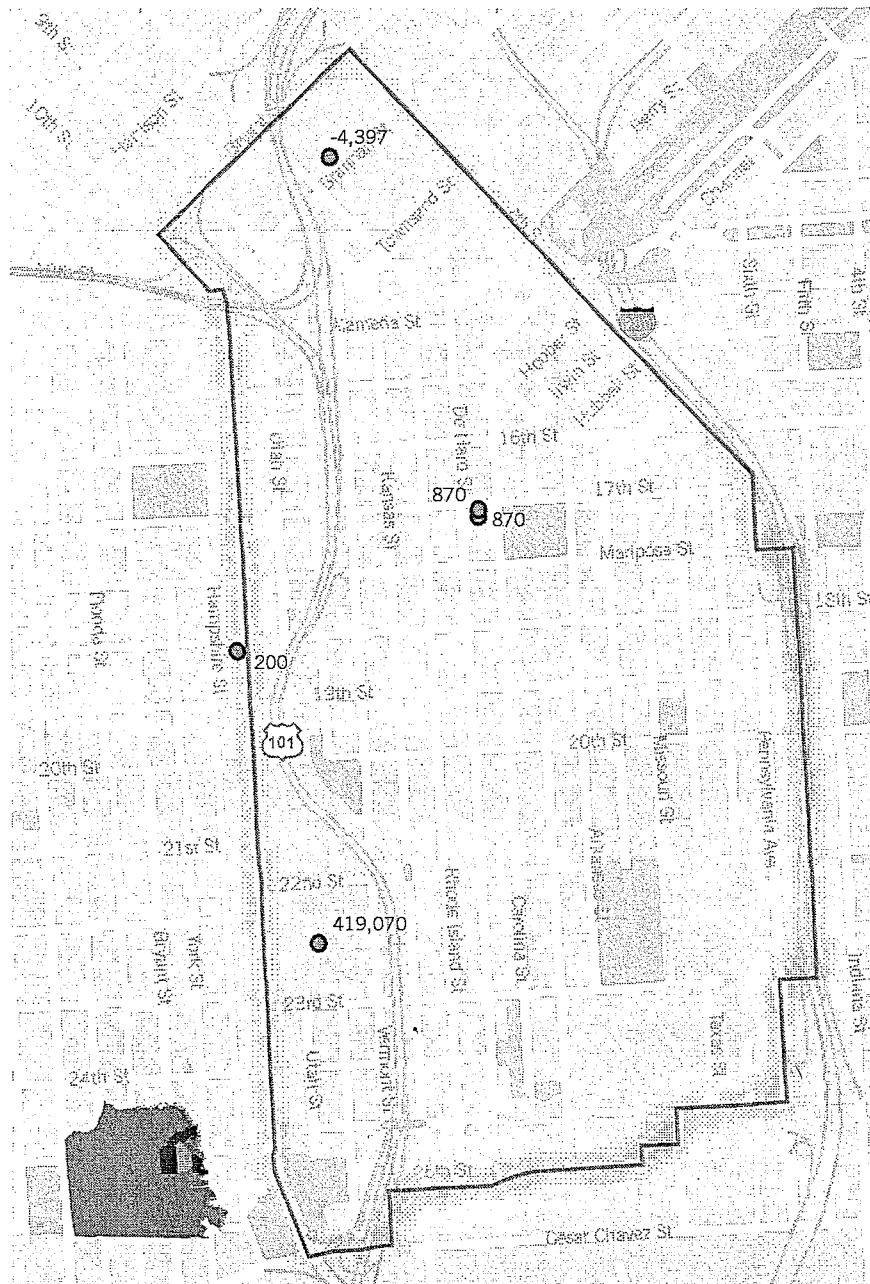 10th St
-4,397
Townsend St
Berry St
Channel
Sixth St
4th St
Alameda St
Hooper St
Irwin St
Hubbell St
De Haro St
16th St
Utah St
Kansas St
17th St
870
870
Mariposa St
18th St
Florida St
Hampshire St
200
19th St
101
20th St
20th St
Missouri St
Pennsylvania Ave
21st St
22nd St
Arkansas St
Rhode Island St
Carolina St
419,070
York St
Bryant St
23rd St
Indiana St
Utah St
Vermont St
Texas St
24th St
Cesar Chavez St